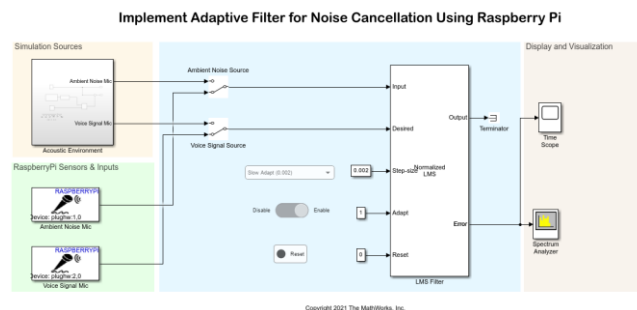 Implement Adaptive Filter for Noise Cancellation Using Raspberry Pi
Simulation Sources
Ambient Noise Mic
Voice Signal Mic
Acoustic Environment
RaspberryPi Sensors & Inputs
RASPBERRYPI
Device: plughw:1,0
Ambient Noise Mic
RASPBERRYPI
Device: plughw:2,0
Voice Signal Mic
Ambient Noise Source
Voice Signal Source
Slow Adapt (0.002)
Disable
Enable
Reset
0.002
1
0
Input
Desired
Step-size
Adapt
Reset
Normalized
LMS
Output
Error
LMS Filter
Terminator
Display and Visualization
Time
Scope
Spectrum
Analyzer
Copyright 2021 The MathWorks, Inc.